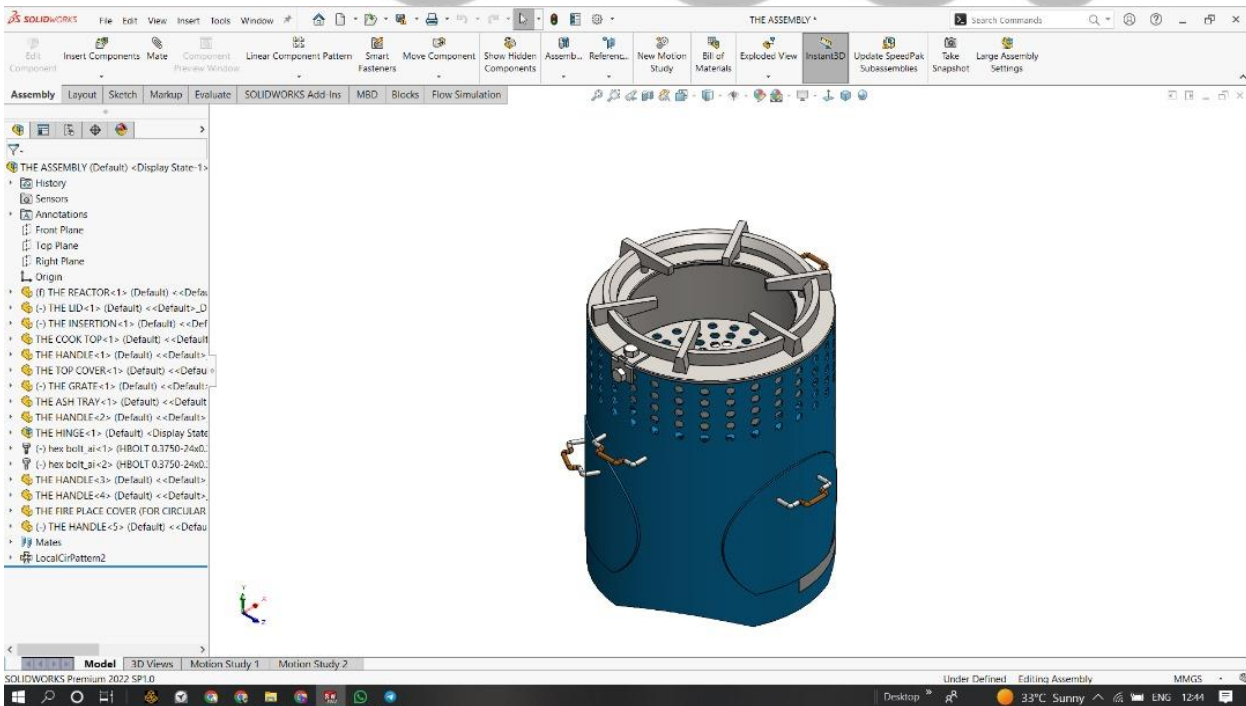 SOLIDWORKS File Edit View Insert Tools Window THE ASSEMBLY * Search Commands
Edit Component
Insert Components
Mate
Component Preview Window
Linear Component Pattern
Smart Fasteners
Move Component
Show Hidden Components
Assemb...
Referenc...
New Motion Study
Bill of Materials
Exploded View
Instant3D
Update SpeedPak Subassemblies
Take Snapshot
Large Assembly Settings
Assembly Layout Sketch Markup Evaluate SOLIDWORKS Add-Ins MBD Blocks Flow Simulation
THE ASSEMBLY (Default) <Display State-1>
History
Sensors
Annotations
Front Plane
Top Plane
Right Plane
Origin
(f) THE REACTOR<1> (Default) <<Defau
(-) THE LID<1> (Default) <<Default>_D
(-) THE INSERTION<1> (Default) <<Def
THE COOK TOP<1> (Default) <<Default
THE HANDLE<1> (Default) <<Default>
THE TOP COVER<1> (Default) <<Defau
(-) THE GRATE<1> (Default) <<Default>
THE ASH TRAY<1> (Default) <<Default
THE HANDLE<2> (Default) <<Default>
THE HINGE<1> (Default) <Display State
(-) hex bolt_ai<1> (HBOLT 0.3750-24x0.
(-) hex bolt_ai<2> (HBOLT 0.3750-24x0.
THE HANDLE<3> (Default) <<Default>
THE HANDLE<4> (Default) <<Default>_
THE FIRE PLACE COVER (FOR CIRCULAR
(-) THE HANDLE<5> (Default) <<Defau
Mates
LocalCirPattern2
Y
X
Z
Model 3D Views Motion Study 1 Motion Study 2
SOLIDWORKS Premium 2022 SP1.0 Under Defined Editing Assembly MMGS
Desktop 33°C Sunny ENG 12:44